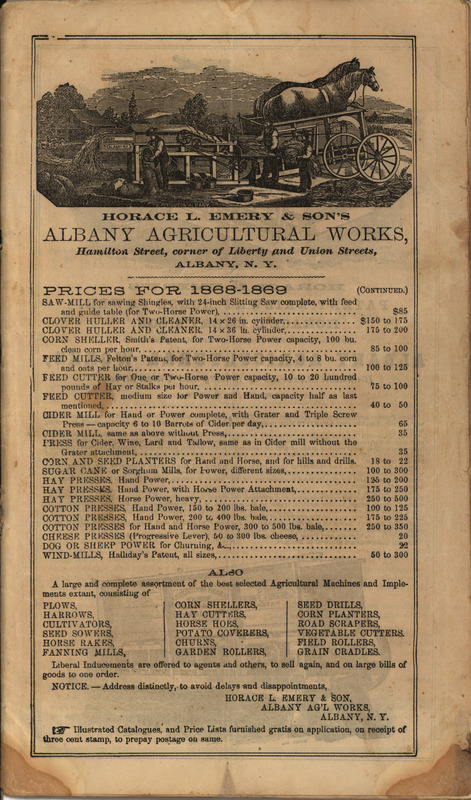 HORACE L. EMERY & SON'S
ALBANY AGRICULTURAL WORKS,
Hamilton Street, corner of Liberty and Union Streets,
ALBANY, N. Y.
PRICES FOR 1868-1869 (CONTINUED.)
SAW-MILL for sawing Shingles, with 24-inch Slitting Saw complete, with feed
and guide table (for Two-Horse Power), $85
CLOVER HULLER AND CLEANER, 14 x 26 in. cylinder, $150 to 175
CLOVER HULLER AND CLEANER, 14 x 36 in. cylinder, 175 to 200
CORN SHELLER, Smith's Patent, for Two-Horse Power capacity, 100 bu.
clean corn per hour, 85 to 100
FEED MILLS, Felton's Patent, for Two-Horse Power capacity, 4 to 8 bu. corn
and oats per hour, 100 to 125
FEED CUTTER for One or Two-Horse Power capacity, 10 to 20 hundred
pounds of Hay or Stalks per hour, 75 to 100
FEED CUTTER, medium size for Power and Hand, capacity half as last
mentioned, 40 to 50
CIDER MILL for Hand or Power complete, with Grater and Triple Screw
Press — capacity 6 to 10 Barrels of Cider per day, 65
CIDER MILL, same as above without Press, 35
PRESS for Cider, Wine, Lard and Tallow, same as in Cider mill without the
Grater attachment, 35
CORN AND SEED PLANTERS for Hand and Horse, and for hills and drills. 18 to 22
SUGAR CANE or Sorghum Mills, for Power, different sizes, 100 to 300
HAY PRESSES, Hand Power, 125 to 200
HAY PRESSES, Hand Power, with Horse Power Attachment, 175 to 250
HAY PRESSES, Horse Power, heavy, 250 to 500
COTTON PRESSES, Hand Power, 150 to 200 lbs. bale, 100 to 125
COTTON PRESSES, Hand Power, 200 to 400 lbs. bale, 175 to 225
COTTON PRESSES for Hand and Horse Power, 300 to 500 lbs. bale, 250 to 350
CHEESE PRESSES (Progressive Lever), 50 to 300 lbs. cheese, 20
DOG OR SHEEP POWER for Churning, &c., 22
WIND-MILLS, Halliday's Patent, all sizes, 50 to 300
ALSO
A large and complete assortment of the best selected Agricultural Machines and Imple-
ments extant, consisting of
PLOWS, CORN SHELLERS, SEED DRILLS,
HARROWS, HAY CUTTERS, CORN PLANTERS,
CULTIVATORS, HORSE HOES, ROAD SCRAPERS,
SEED SOWERS, POTATO COVERERS, VEGETABLE CUTTERS.
HORSE RAKES, CHURNS, FIELD ROLLERS,
FANNING MILLS, GARDEN ROLLERS, GRAIN CRADLES.
Liberal Inducements are offered to agents and others, to sell again, and on large bills of
goods to one order.
NOTICE. — Address distinctly, to avoid delays and disappointments,
HORACE L. EMERY & SON,
ALBANY AG'L WORKS,
ALBANY, N. Y.
☞ Illustrated Catalogues, and Price Lists furnished gratis on application, on receipt of
three cent stamp, to prepay postage on same.